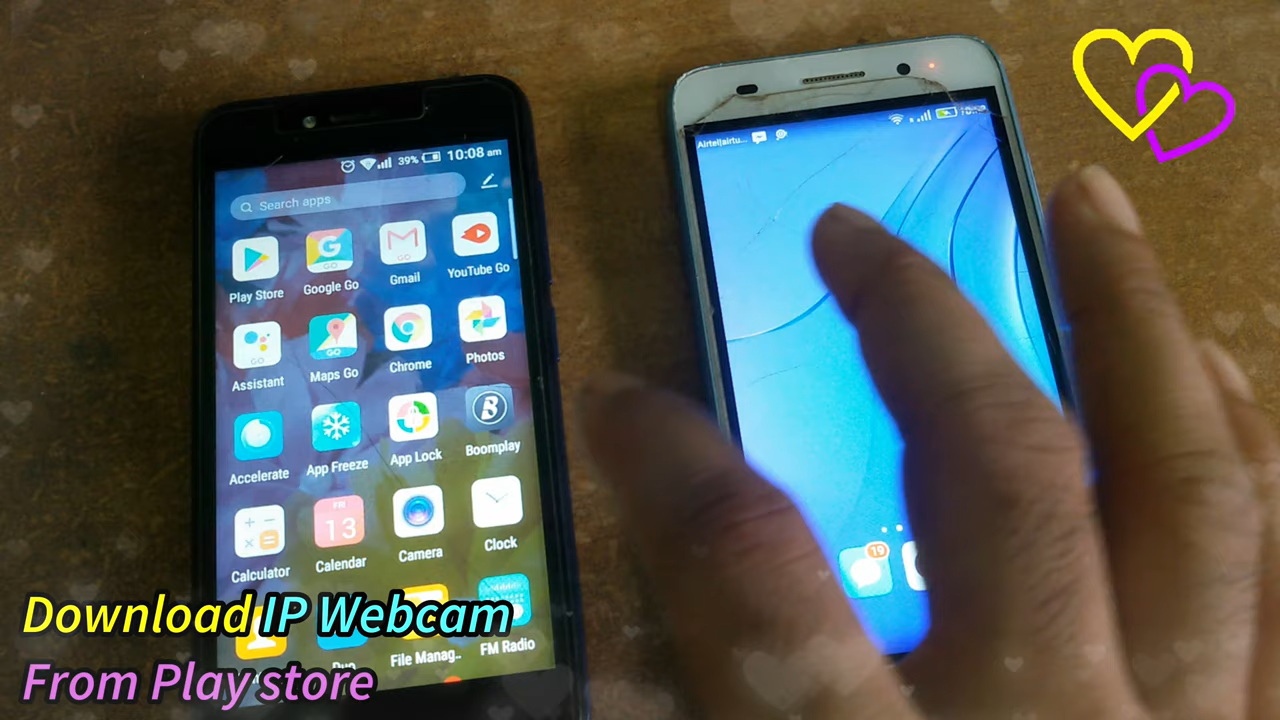 39% 10:08 am
Search apps
Play Store Google Go Gmail YouTube Go
Assistant Maps Go Chrome Photos
Accelerate App Freeze App Lock Boomplay
FRI
13
Calculator Calendar Camera Clock
File Manag.. FM Radio
Airtel|airtu...
19
Download IP Webcam
From Play store